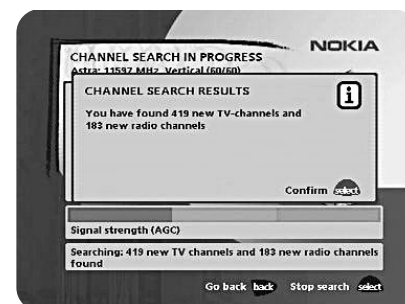 NOKIA
CHANNEL SEARCH IN PROGRESS
Astra: 11597 MHz, Vertical (60/60)
CHANNEL SEARCH RESULTS
i
You have found 419 new TV-channels and
183 new radio channels
Confirm select
Signal strength (AGC)
Searching: 419 new TV channels and 183 new radio channels
found
Go back back Stop search select